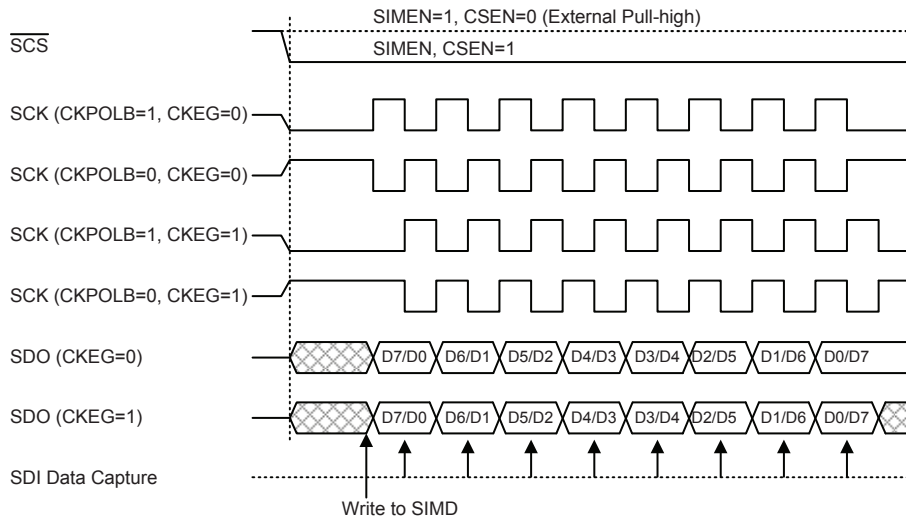 SIMEN=1, CSEN=0 (External Pull-high)
SCS
SIMEN, CSEN=1
SCK (CKPOLB=1, CKEG=0)
SCK (CKPOLB=0, CKEG=0)
SCK (CKPOLB=1, CKEG=1)
SCK (CKPOLB=0, CKEG=1)
SDO (CKEG=0) D7/D0 D6/D1 D5/D2 D4/D3 D3/D4 D2/D5 D1/D6 D0/D7
SDO (CKEG=1) D7/D0 D6/D1 D5/D2 D4/D3 D3/D4 D2/D5 D1/D6 D0/D7
SDI Data Capture
Write to SIMD